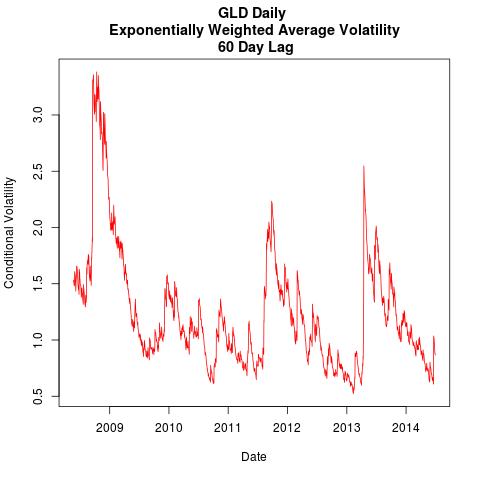 GLD Daily
Exponentially Weighted Average Volatility
60 Day Lag
Conditional Volatility
3.0
2.5
2.0
1.5
1.0
0.5
2009 2010 2011 2012 2013 2014
Date